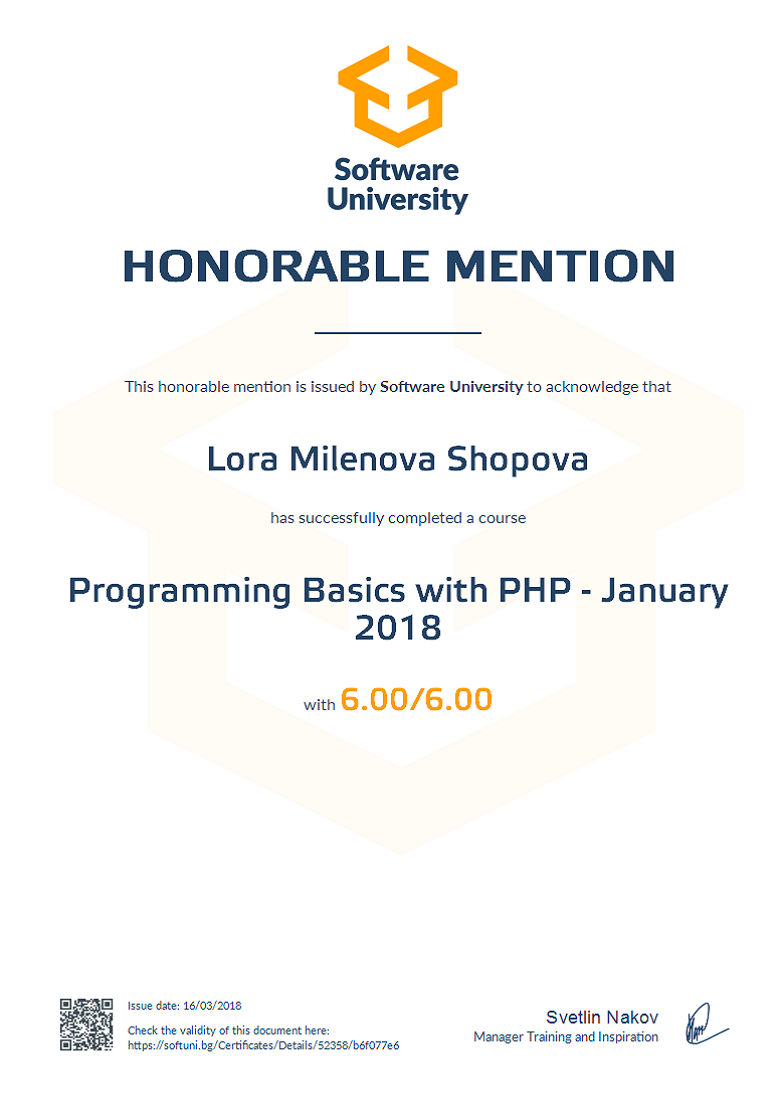 Software
University
HONORABLE MENTION
This honorable mention is issued by Software University to acknowledge that
Lora Milenova Shopova
has successfully completed a course
Programming Basics with PHP - January
2018
with 6.00/6.00
Issue date: 16/03/2018
Check the validity of this document here:
https://softuni.bg/Certificates/Details/52358/b6f077e6
Svetlin Nakov
Manager Training and Inspiration